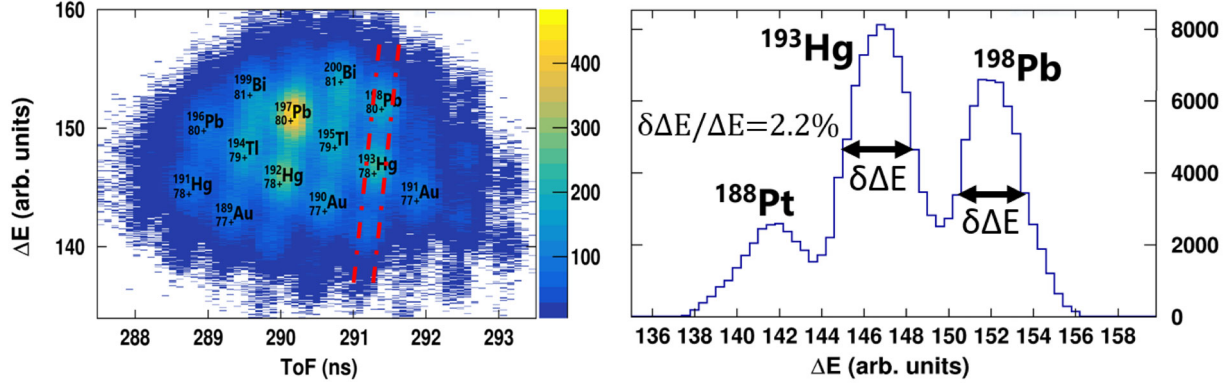 160
150
140
ΔE (arb. units)
²⁰⁰Bi
81+
¹⁹⁹Bi
81+
¹⁹⁸Pb
80+
¹⁹⁷Pb
80+
¹⁹⁶Pb
80+
¹⁹⁵Tl
79+
¹⁹⁴Tl
79+
¹⁹³Hg
78+
¹⁹²Hg
78+
¹⁹¹Hg
78+
¹⁹¹Au
77+
¹⁹⁰Au
77+
¹⁸⁹Au
77+
288 289 290 291 292 293
ToF (ns)
400
300
200
100
¹⁹³Hg
¹⁹⁸Pb
δΔE/ΔE=2.2%
δΔE
¹⁸⁸Pt
δΔE
8000
6000
4000
2000
0
136 138 140 142 144 146 148 150 152 154 156 158
ΔE (arb. units)